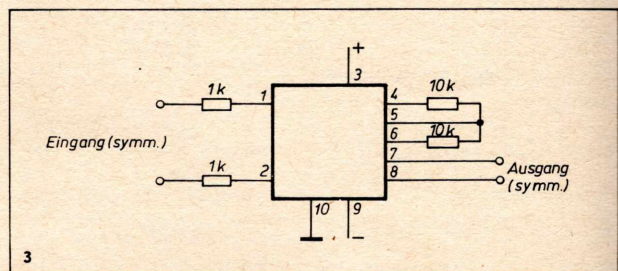 +
3
1k
1
4
10k
5
Eingang (symm.)
6
10k
7
1k
2
8
Ausgang
(symm.)
10
9
−
3